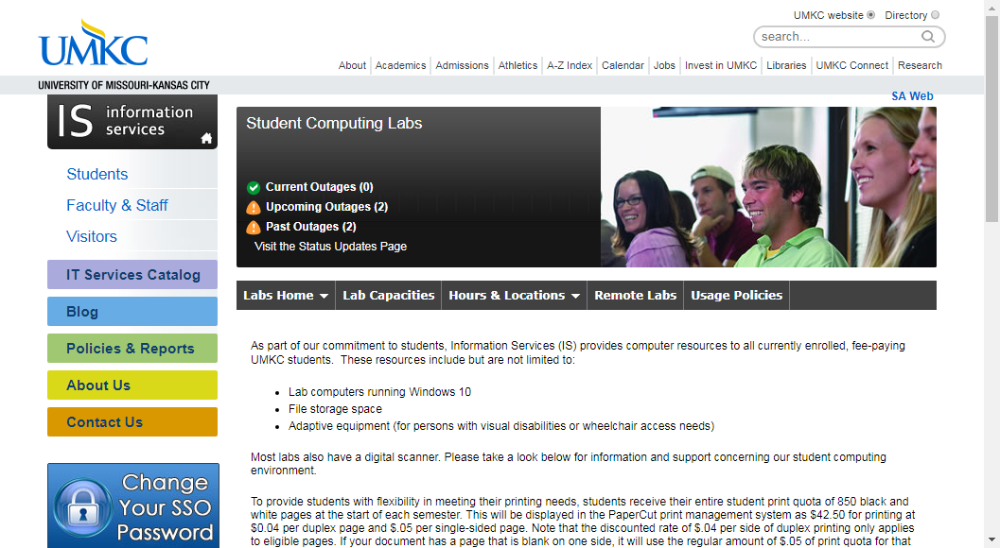 UMKC website Directory
search...
UMKC
About Academics Admissions Athletics A-Z Index Calendar Jobs Invest in UMKC Libraries UMKC Connect Research
UNIVERSITY OF MISSOURI-KANSAS CITY
SA Web
IS information services
Students
Faculty & Staff
Visitors
IT Services Catalog
Blog
Policies & Reports
About Us
Contact Us
Change
Your SSO
Password
Student Computing Labs
Current Outages (0)
Upcoming Outages (2)
Past Outages (2)
Visit the Status Updates Page
Labs Home Lab Capacities Hours & Locations Remote Labs Usage Policies
As part of our commitment to students, Information Services (IS) provides computer resources to all currently enrolled, fee-paying
UMKC students.  These resources include but are not limited to:
• Lab computers running Windows 10
• File storage space
• Adaptive equipment (for persons with visual disabilities or wheelchair access needs)
Most labs also have a digital scanner. Please take a look below for information and support concerning our student computing
environment.
To provide students with flexibility in meeting their printing needs, students receive their entire student print quota of 850 black and
white pages at the start of each semester. This will be displayed in the PaperCut print management system as $42.50 for printing at
$0.04 per duplex page and $.05 per single-sided page. Note that the discounted rate of $.04 per side of duplex printing only applies
to eligible pages. If your document has a page that is blank on one side, it will use the regular amount of $.05 of print quota for that